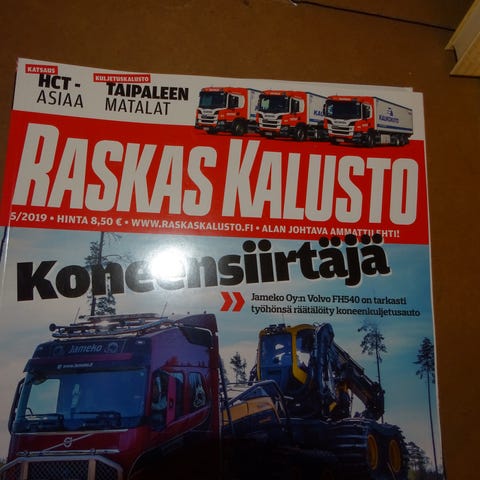 KATSAUS
HCT -
ASIAA
KULJETUSKALUSTO
TAIPALEEN
MATALAT
RASKAS KALUSTO
5/2019 • HINTA 8,50 € • WWW.RASKASKALUSTO.FI • ALAN JOHTAVA AMMATTILEHTI!
Koneensiirtäjä
Jameko Oy:n Volvo FH540 on tarkasti
työhönsä räätälöity koneenkuljetusauto
Jameko